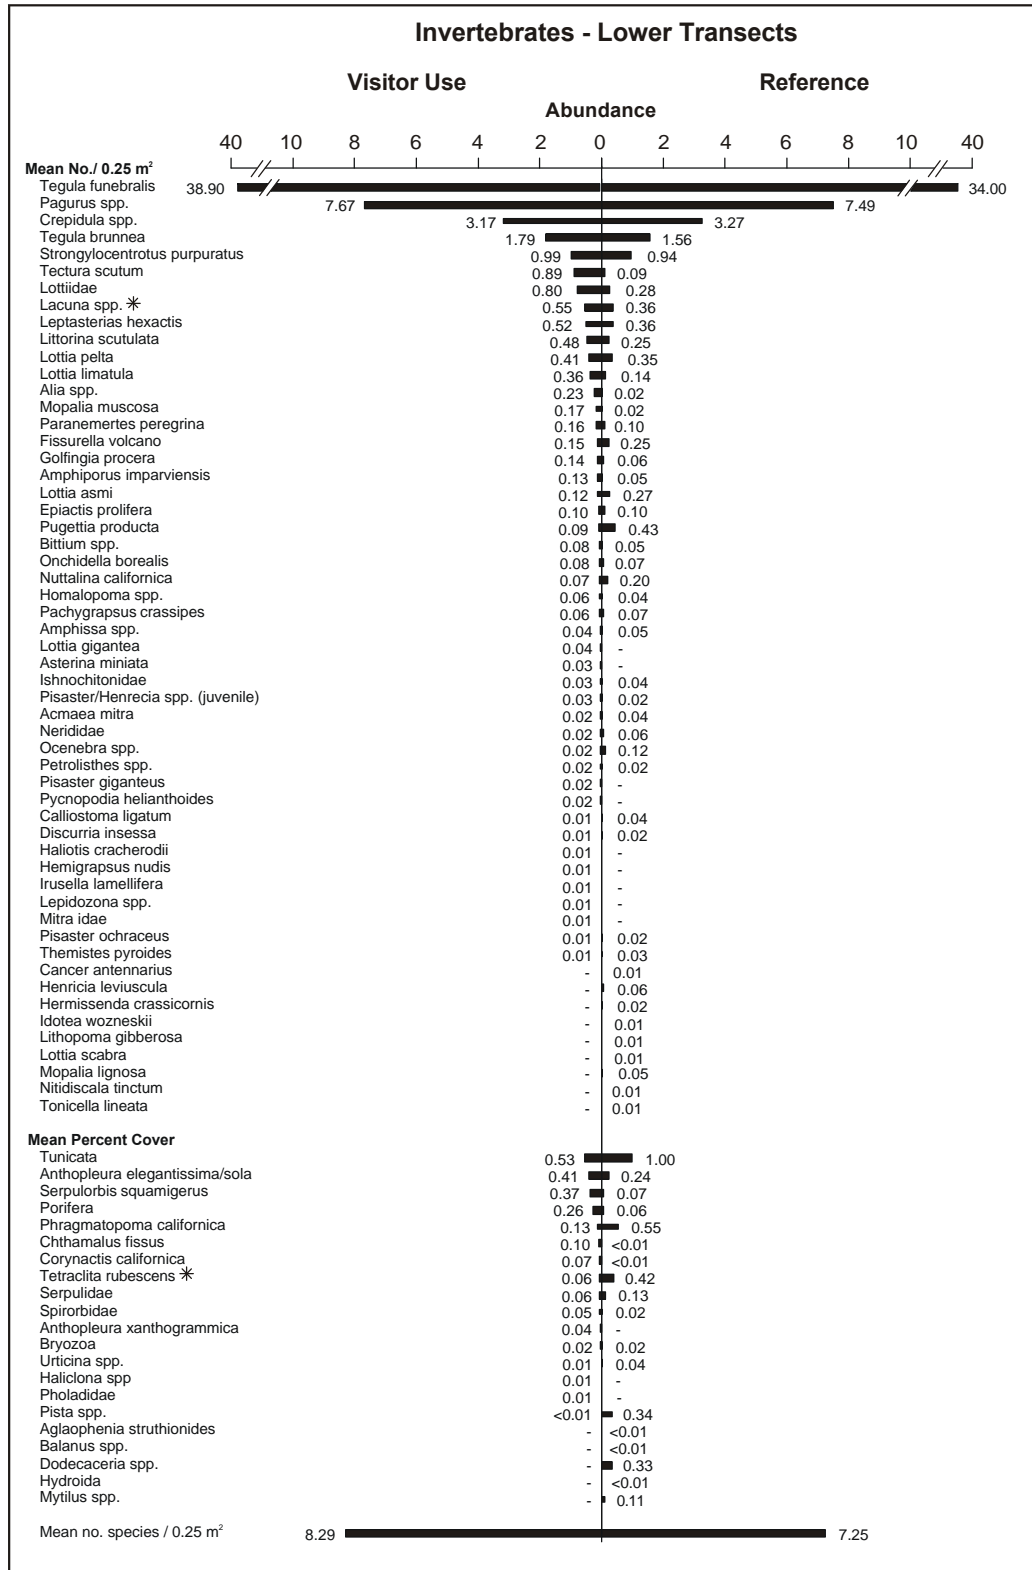 Invertebrates - Lower Transects
Visitor Use Reference
Abundance
40 10 8 6 4 2 0 2 4 6 8 10 40
Mean No./ 0.25 m²
Tegula funebralis 38.90 34.00
Pagurus spp. 7.67 7.49
Crepidula spp. 3.17 3.27
Tegula brunnea 1.79 1.56
Strongylocentrotus purpuratus 0.99 0.94
Tectura scutum 0.89 0.09
Lottiidae 0.80 0.28
Lacuna spp. ✳ 0.55 0.36
Leptasterias hexactis 0.52 0.36
Littorina scutulata 0.48 0.25
Lottia pelta 0.41 0.35
Lottia limatula 0.36 0.14
Alia spp. 0.23 0.02
Mopalia muscosa 0.17 0.02
Paranemertes peregrina 0.16 0.10
Fissurella volcano 0.15 0.25
Golfingia procera 0.14 0.06
Amphiporus imparviensis 0.13 0.05
Lottia asmi 0.12 0.27
Epiactis prolifera 0.10 0.10
Pugettia producta 0.09 0.43
Bittium spp. 0.08 0.05
Onchidella borealis 0.08 0.07
Nuttalina californica 0.07 0.20
Homalopoma spp. 0.06 0.04
Pachygrapsus crassipes 0.06 0.07
Amphissa spp. 0.04 0.05
Lottia gigantea 0.04 -
Asterina miniata 0.03 -
Ishnochitonidae 0.03 0.04
Pisaster/Henrecia spp. (juvenile) 0.03 0.02
Acmaea mitra 0.02 0.04
Nerididae 0.02 0.06
Ocenebra spp. 0.02 0.12
Petrolisthes spp. 0.02 0.02
Pisaster giganteus 0.02 -
Pycnopodia helianthoides 0.02 -
Calliostoma ligatum 0.01 0.04
Discurria insessa 0.01 0.02
Haliotis cracherodii 0.01 -
Hemigrapsus nudis 0.01 -
Irusella lamellifera 0.01 -
Lepidozona spp. 0.01 -
Mitra idae 0.01 -
Pisaster ochraceus 0.01 0.02
Themistes pyroides 0.01 0.03
Cancer antennarius - 0.01
Henricia leviuscula - 0.06
Hermissenda crassicornis - 0.02
Idotea wozneskii - 0.01
Lithopoma gibberosa - 0.01
Lottia scabra - 0.01
Mopalia lignosa - 0.05
Nitidiscala tinctum - 0.01
Tonicella lineata - 0.01
Mean Percent Cover
Tunicata 0.53 1.00
Anthopleura elegantissima/sola 0.41 0.24
Serpulorbis squamigerus 0.37 0.07
Porifera 0.26 0.06
Phragmatopoma californica 0.13 0.55
Chthamalus fissus 0.10 <0.01
Corynactis californica 0.07 <0.01
Tetraclita rubescens ✳ 0.06 0.42
Serpulidae 0.06 0.13
Spirorbidae 0.05 0.02
Anthopleura xanthogrammica 0.04 -
Bryozoa 0.02 0.02
Urticina spp. 0.01 0.04
Haliclona spp 0.01 -
Pholadidae 0.01 -
Pista spp. <0.01 0.34
Aglaophenia struthionides - <0.01
Balanus spp. - <0.01
Dodecaceria spp. - 0.33
Hydroida - <0.01
Mytilus spp. - 0.11
Mean no. species / 0.25 m² 8.29 7.25